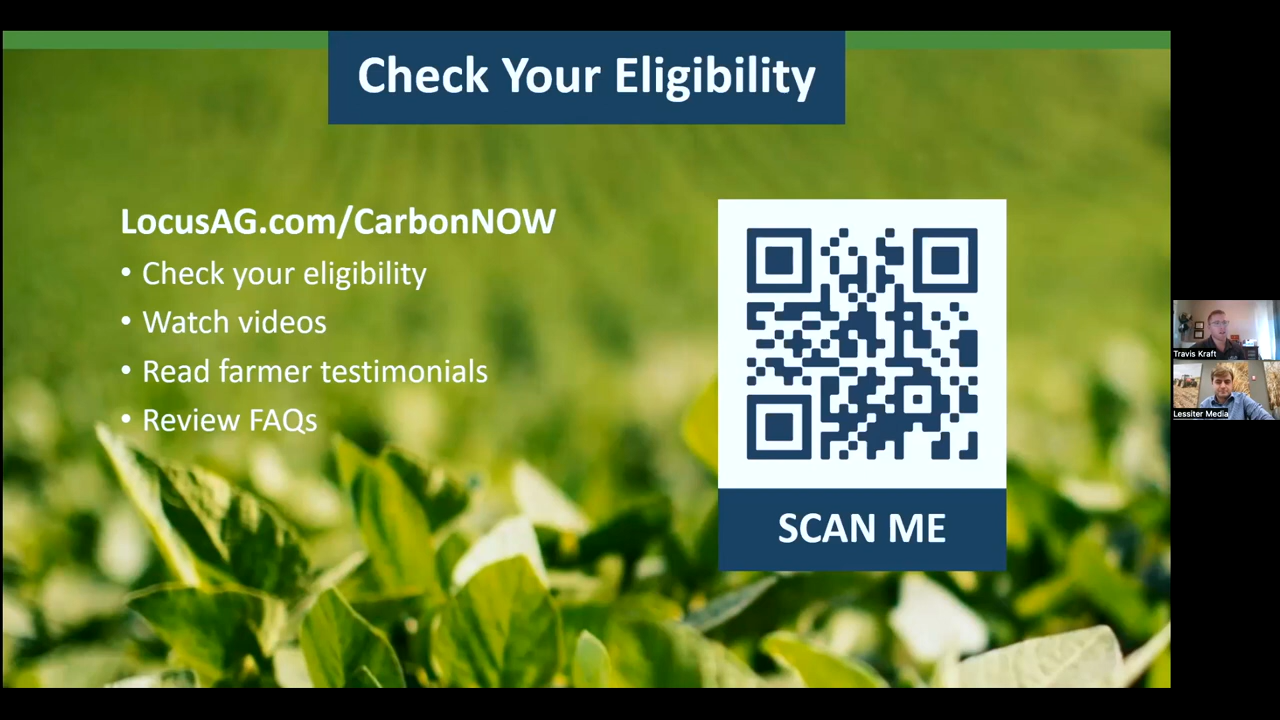 Check Your Eligibility
LocusAG.com/CarbonNOW
• Check your eligibility
• Watch videos
• Read farmer testimonials
• Review FAQs
SCAN ME
Travis Kraft
Lessiter Media